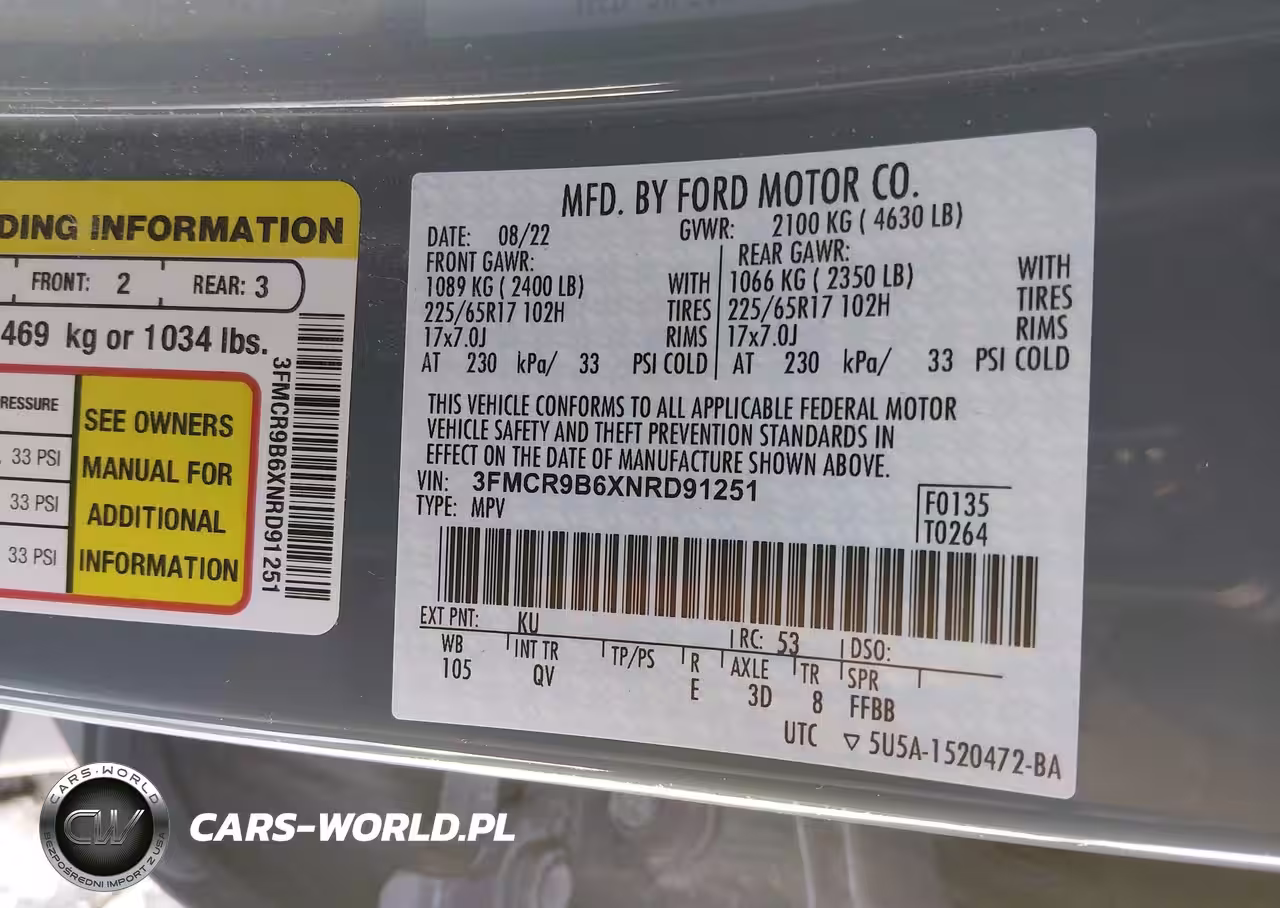 DING INFORMATION
FRONT: 2 REAR: 3
469 kg or 1034 lbs.
RESSURE
33 PSI
33 PSI
33 PSI
SEE OWNERS
MANUAL FOR
ADDITIONAL
INFORMATION
3FMCR9B6XNRD91251
MFD. BY FORD MOTOR CO.
DATE: 08/22 GVWR: 2100 KG ( 4630 LB)
FRONT GAWR: REAR GAWR:
1089 KG ( 2400 LB) WITH 1066 KG ( 2350 LB) WITH
225/65R17 102H TIRES 225/65R17 102H TIRES
17x7.0J RIMS 17x7.0J RIMS
AT 230 kPa/ 33 PSI COLD AT 230 kPa/ 33 PSI COLD
THIS VEHICLE CONFORMS TO ALL APPLICABLE FEDERAL MOTOR
VEHICLE SAFETY AND THEFT PREVENTION STANDARDS IN
EFFECT ON THE DATE OF MANUFACTURE SHOWN ABOVE.
VIN: 3FMCR9B6XNRD91251
TYPE: MPV
F0135
T0264
EXT PNT: KU RC: 53 DSO:
WB INT TR TP/PS R AXLE TR SPR
105 QV E 3D 8 FFBB
UTC ▽ 5U5A-1520472-BA
CARS-WORLD
CW
BEZPOŚREDNI IMPORT Z USA
CARS-WORLD.PL